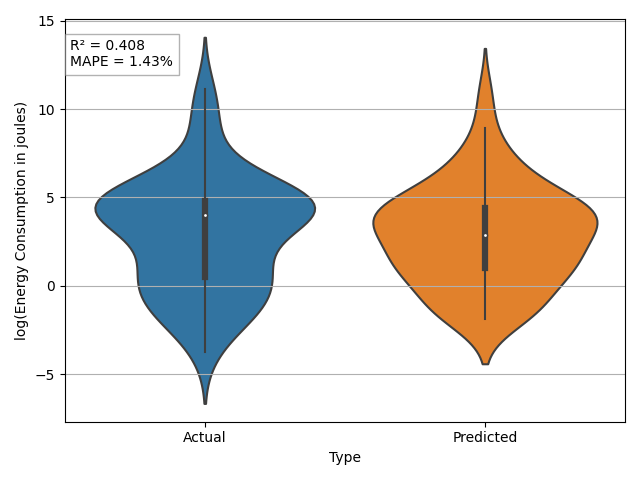 R² = 0.408
MAPE = 1.43%
log(Energy Consumption in joules)
15
10
5
0
−5
Actual
Predicted
Type